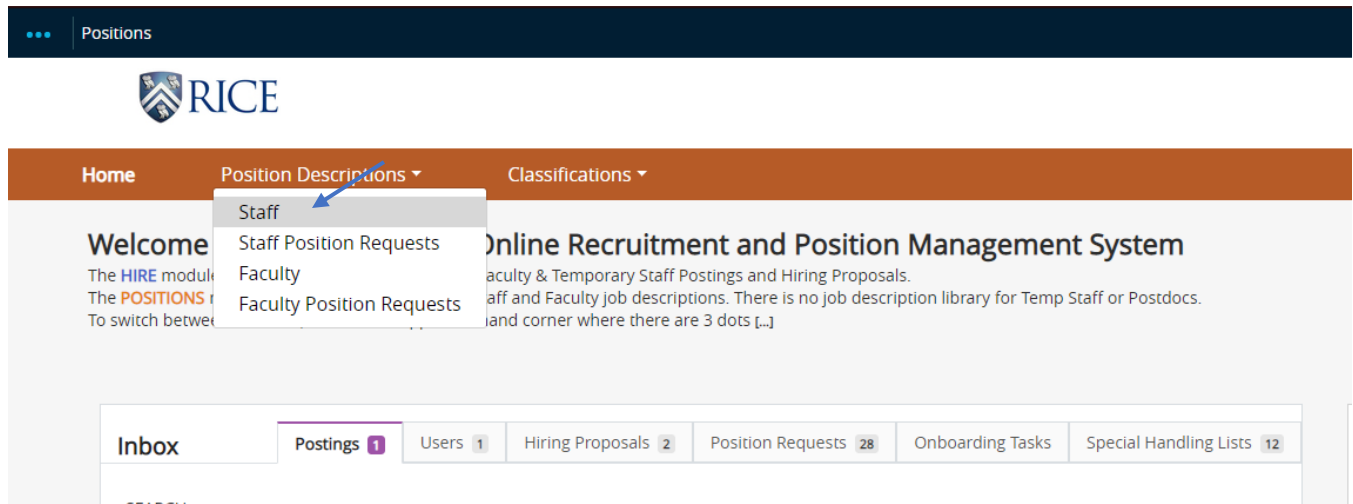 Positions
RICE
Home Position Descriptions Classifications
Staff
Staff Position Requests
Faculty
Faculty Position Requests
Welcome Online Recruitment and Position Management System
The HIRE module Faculty & Temporary Staff Postings and Hiring Proposals.
The POSITIONS and Faculty job descriptions. There is no job description library for Temp Staff or Postdocs.
To switch hand corner where there are 3 dots [...]
Inbox Postings 1 Users 1 Hiring Proposals 2 Position Requests 28 Onboarding Tasks Special Handling Lists 12
SEARCH